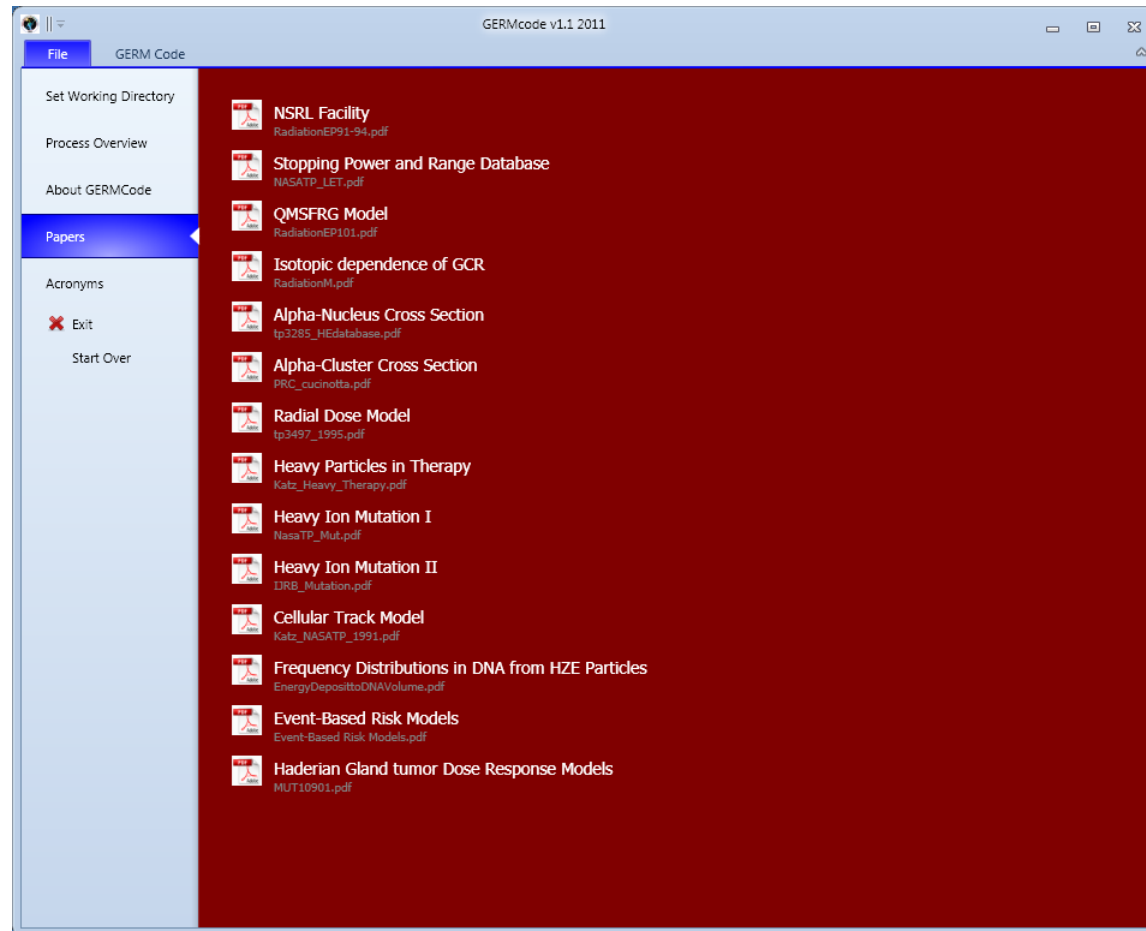 GERMcode v1.1 2011
File
GERM Code
Set Working Directory
Process Overview
About GERMCode
Papers
Acronyms
Exit
Start Over
NSRL Facility
RadiationEP91-94.pdf
Stopping Power and Range Database
NASATP_LET.pdf
QMSFRG Model
RadiationEP101.pdf
Isotopic dependence of GCR
RadiationM.pdf
Alpha-Nucleus Cross Section
tp3285_HEdatabase.pdf
Alpha-Cluster Cross Section
PRC_cucinotta.pdf
Radial Dose Model
tp3497_1995.pdf
Heavy Particles in Therapy
Katz_Heavy_Therapy.pdf
Heavy Ion Mutation I
NasaTP_Mut.pdf
Heavy Ion Mutation II
IJRB_Mutation.pdf
Cellular Track Model
Katz_NASATP_1991.pdf
Frequency Distributions in DNA from HZE Particles
EnergyDeposittoDNAVolume.pdf
Event-Based Risk Models
Event-Based Risk Models.pdf
Haderian Gland tumor Dose Response Models
MUT10901.pdf